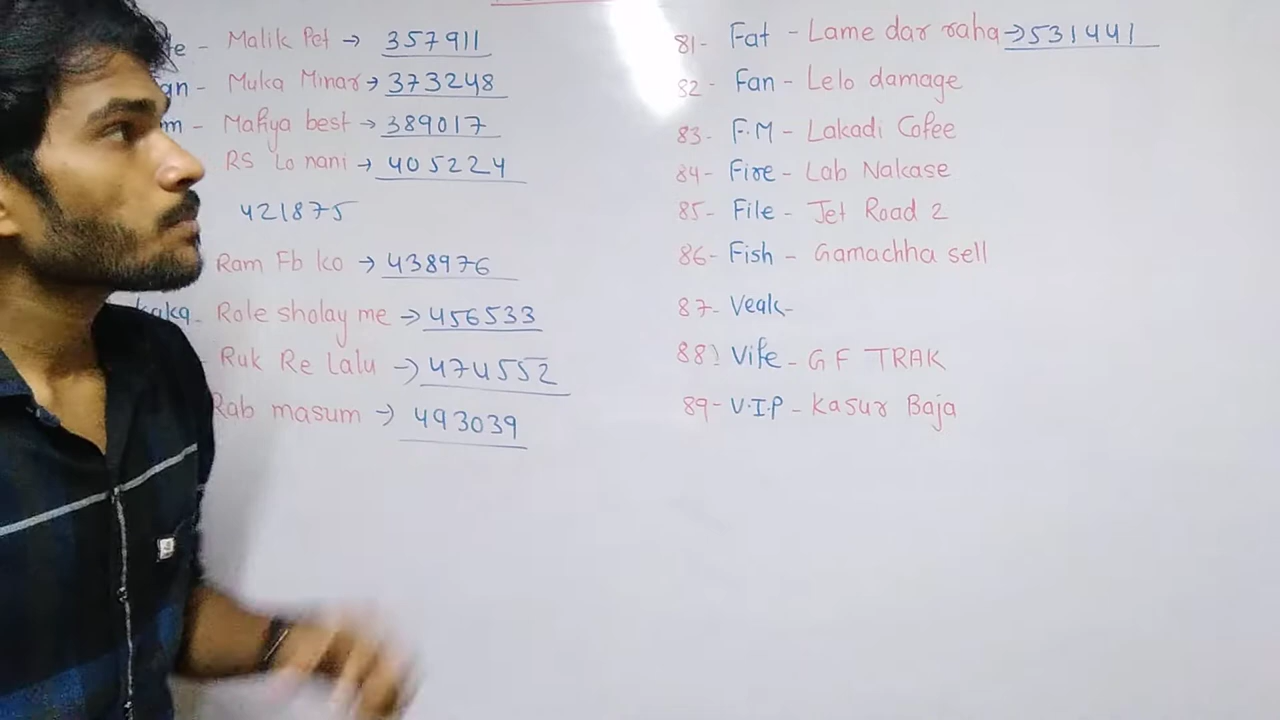 te - Malik Pet → 357911
an - Muka Minar → 373248
m - Mafiya best → 389017
RS Lo nani → 405224
421875
Ram Fb ko → 438976
kaka - Role sholay me → 456533
- Ruk Re Lalu → 474552
Rab masum → 493039
81- Fat - Lame dar raha → 531441
82- Fan - Lelo damage
83- F.M - Lakadi Cofee
84- Fire - Lab Nakase
85- File - Jet Road 2
86- Fish - Gamachha sell
87- Veak-
88) Vife - G F TRAK
89- V.I.P - Kasur Baja